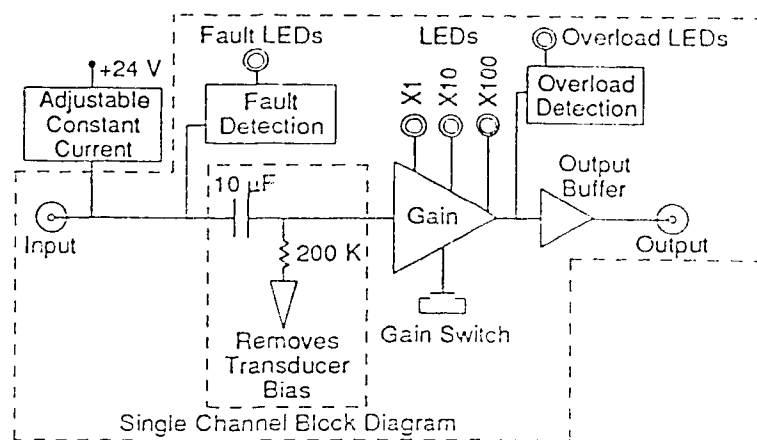 Fault LEDs
LEDs
Overload LEDs
+24 V
Adjustable
Constant
Current
Fault
Detection
X1
X10
X100
Overload
Detection
10 µF
Output
Buffer
Gain
Input
200 K
Output
Gain Switch
Removes
Transducer
Bias
Single Channel Block Diagram